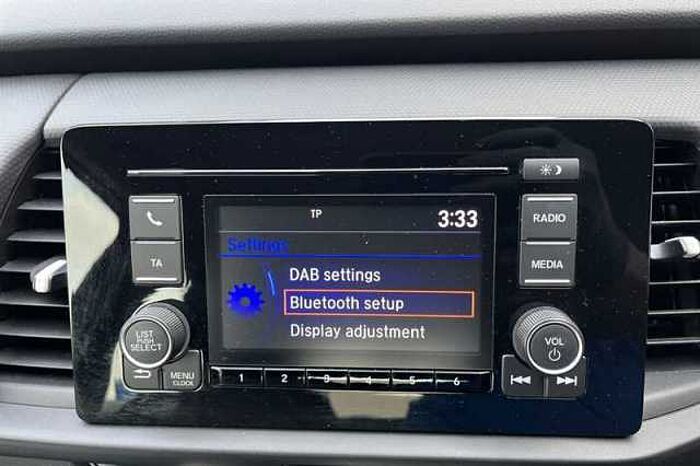 TP
3:33
Settings
DAB settings
Bluetooth setup
Display adjustment
TA
RADIO
MEDIA
LIST
PUSH
SELECT
MENU
CLOCK
VOL
1 2 3 4 5 6